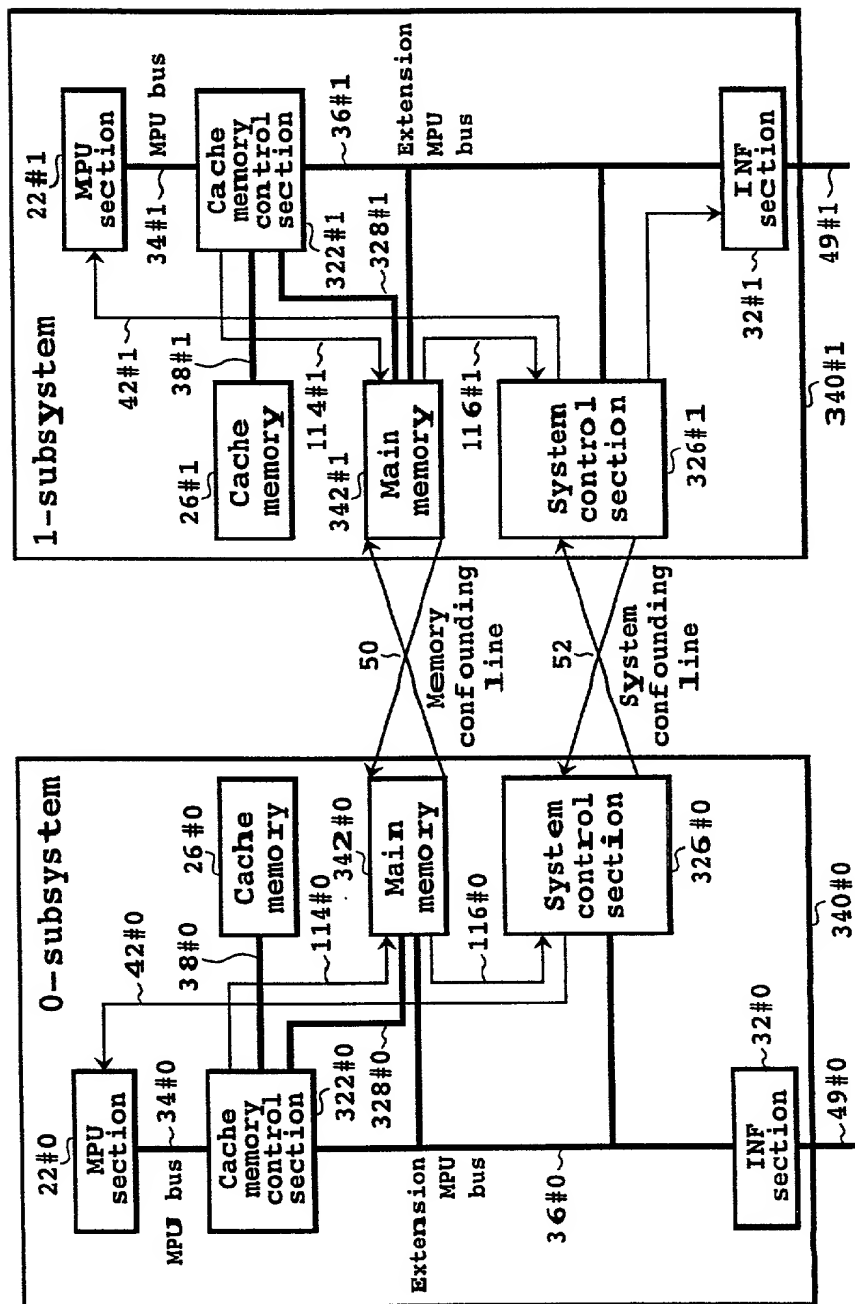 0-subsystem
22#0
MPU
section
34#0
MPU bus
42#0
Cache
memory
control
section
322#0
38#0
26#0
Cache
memory
114#0
328#0
342#0
Main
memory
116#0
Extension
MPU
bus
36#0
System
control
section
326#0
INF
section
32#0
340#0
49#0
50
Memory
confounding
line
52
System
confounding
line
1-subsystem
22#1
MPU
section
34#1
MPU bus
42#1
Cache
memory
control
section
322#1
38#1
26#1
Cache
memory
114#1
328#1
342#1
Main
memory
116#1
36#1
Extension
MPU
bus
System
control
section
326#1
INF
section
32#1
340#1
49#1